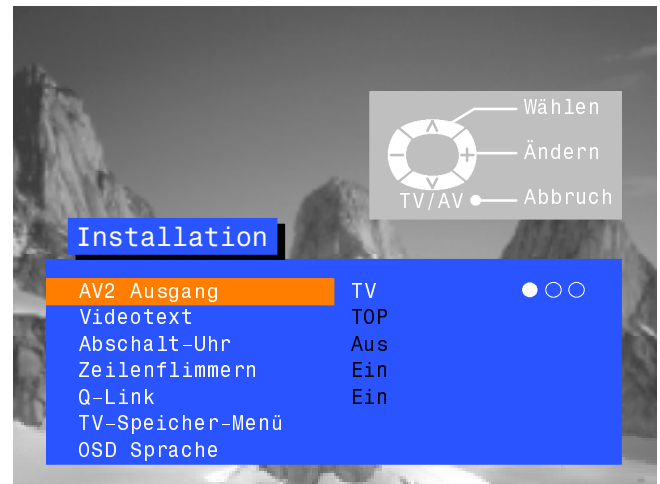 Wählen
Ändern
TV/AV Abbruch
Installation
AV2 Ausgang TV
Videotext TOP
Abschalt-Uhr Aus
Zeilenflimmern Ein
Q-Link Ein
TV-Speicher-Menü
OSD Sprache